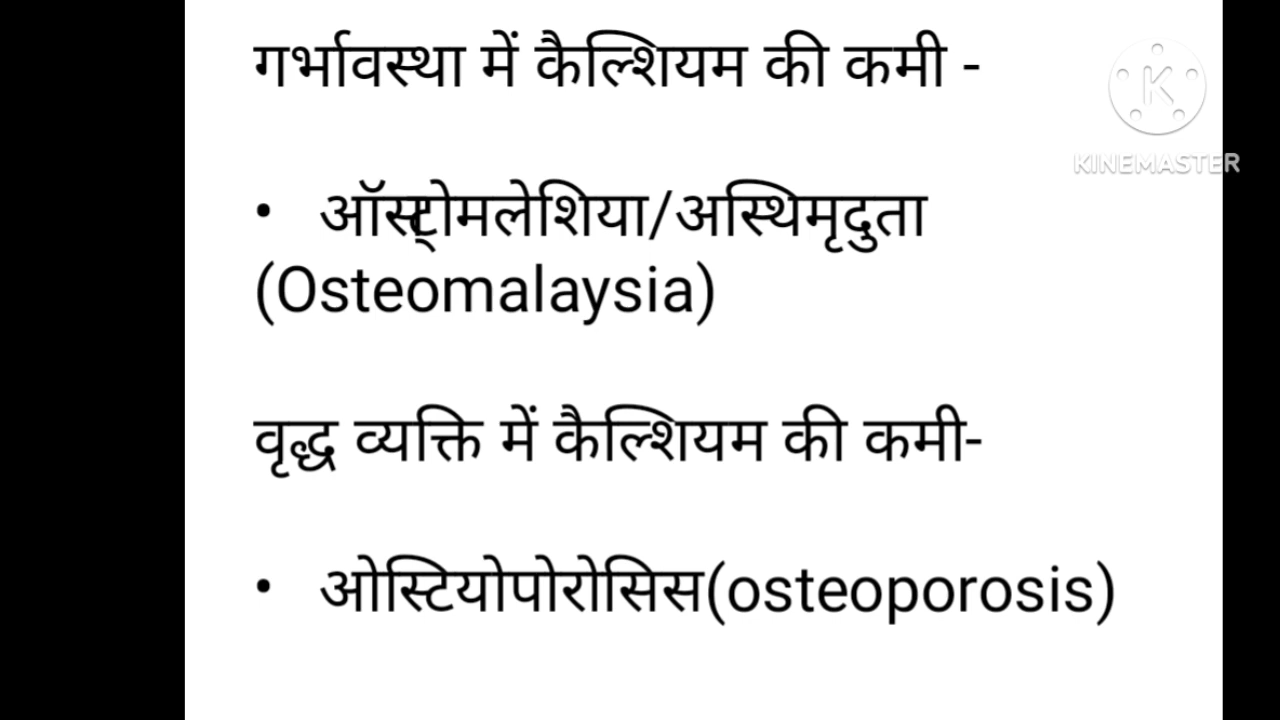 गर्भावस्था में कैल्शियम की कमी -
KINEMASTER
• ऑस्ट्रोमलेशिया/अस्थिमृदुता
(Osteomalaysia)
वृद्ध व्यक्ति में कैल्शियम की कमी-
• ओस्टियोपोरोसिस(osteoporosis)